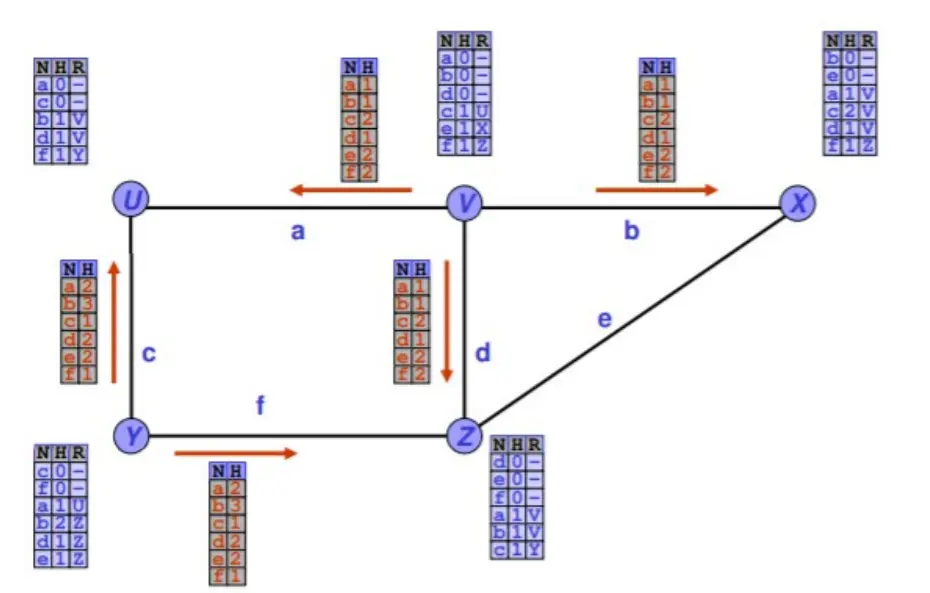 N H R
a 0 -
c 0 -
b 1 V
d 1 V
f 1 Y
N H
a 1
b 1
c 2
d 1
e 2
f 2
N H R
a 0 -
b 0 -
d 0 -
c 1 U
e 1 X
f 1 Z
N H
a 1
b 1
c 2
d 1
e 2
f 2
N H R
b 0 -
e 0 -
a 1 V
c 2 V
d 1 V
f 1 Z
U
V
X
a
b
N H
a 2
b 3
c 1
d 2
e 2
f 1
c
N H
a 1
b 1
c 2
d 1
e 2
f 2
d
e
f
Y
Z
N H R
c 0 -
f 0 -
a 1 U
b 2 Z
d 1 Z
e 1 Z
N H
a 2
b 3
c 1
d 2
e 2
f 1
N H R
d 0 -
e 0 -
f 0 -
a 1 V
b 1 V
c 1 Y